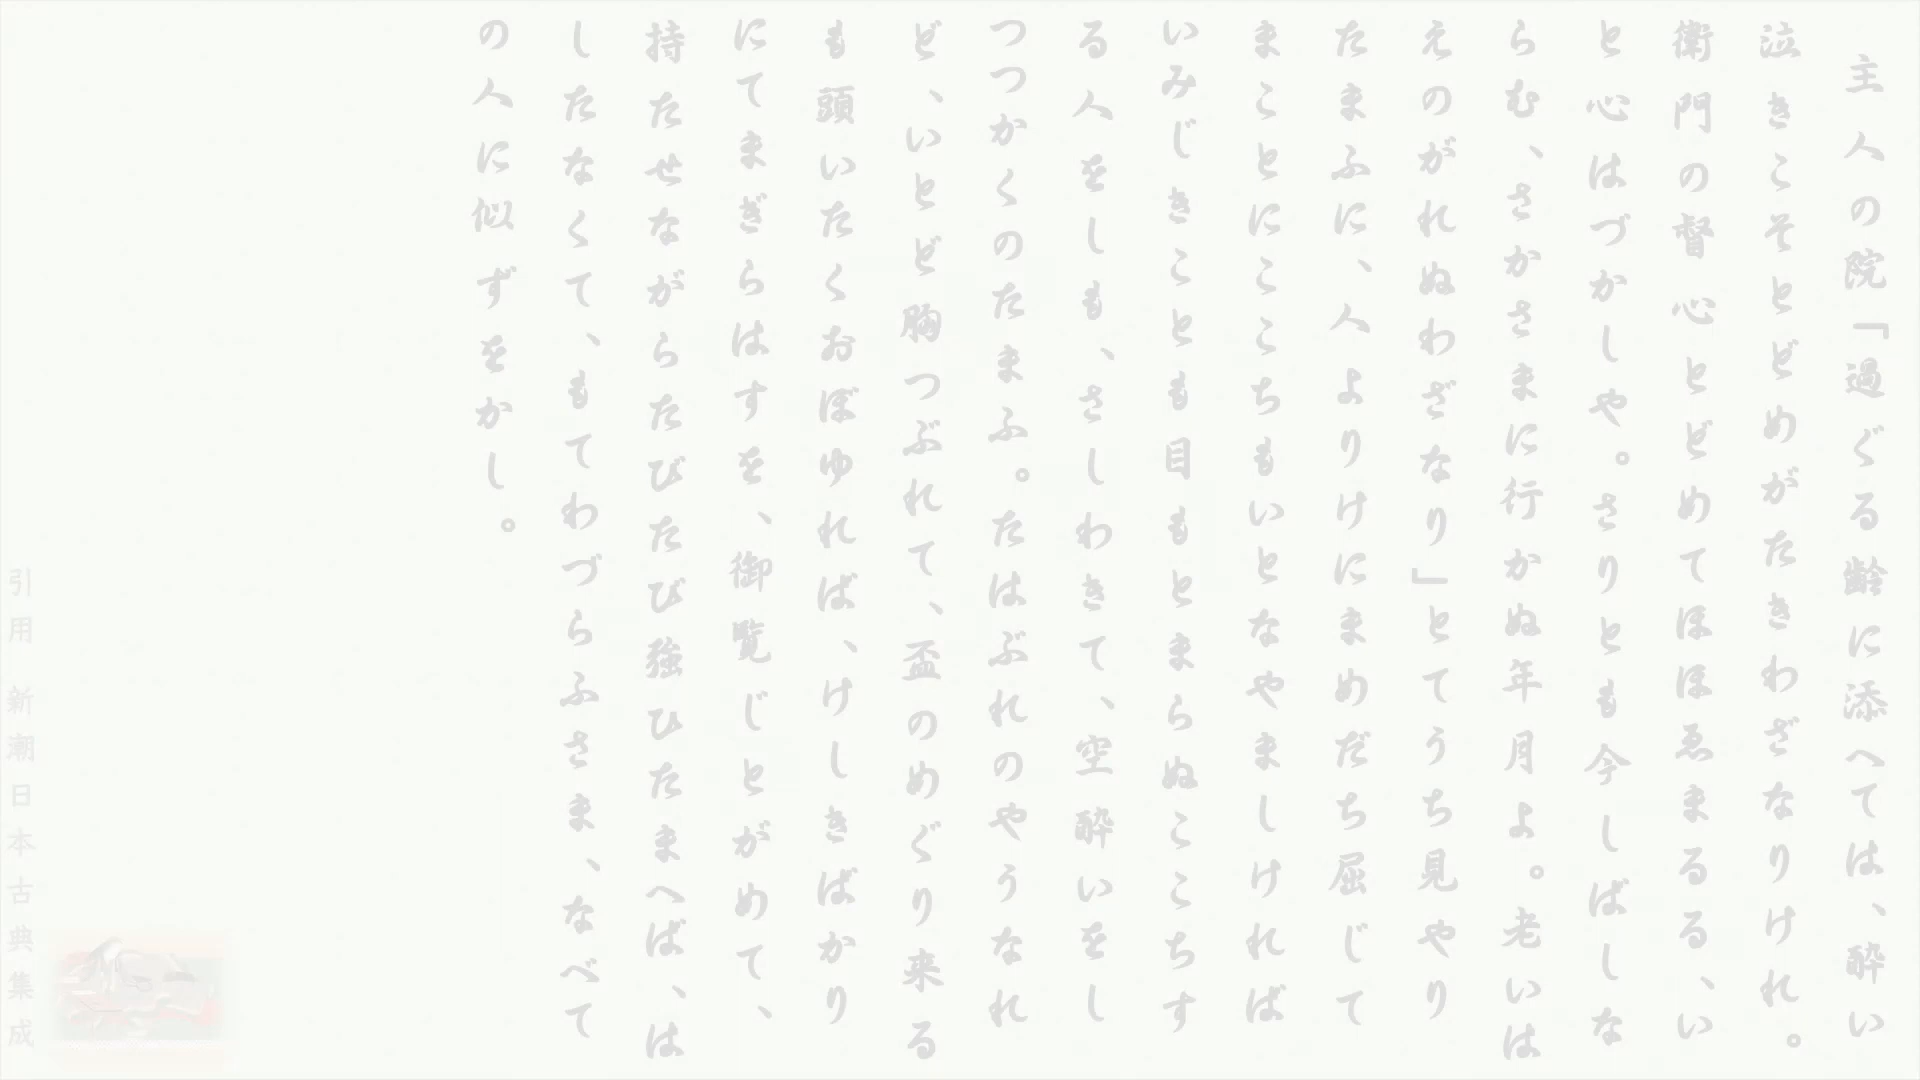 主人の院「過ぐる齢に添へては、酔い
泣きこそとどめがたきわざなりけれ。
衛門の督心とどめてほほゑまるる、い
と心はづかしや。さりとも今しばしな
らむ、さかさまに行かぬ年月よ。老いは
えのがれぬわざなり』とてうち見やり
たまふに、人よりけにまめだち屈じて
まことにここちもいとなやましければ
いみじきことも目もとまらぬここちす
る人をしも、さしわきて、空酔いをし
つつかくのたまふ。たはぶれのやうなれ
ど、いとど胸つぶれて、盃のめぐり来る
も頭いたくおぼゆれば、けしきばかり
にてまぎらはすを、御覧じとがめて、
持たせながらたびたび強ひたまへば、は
したなくて、もてわづらふさま、なべて
の人に似ずをかし。
引用 新潮日本古典集成